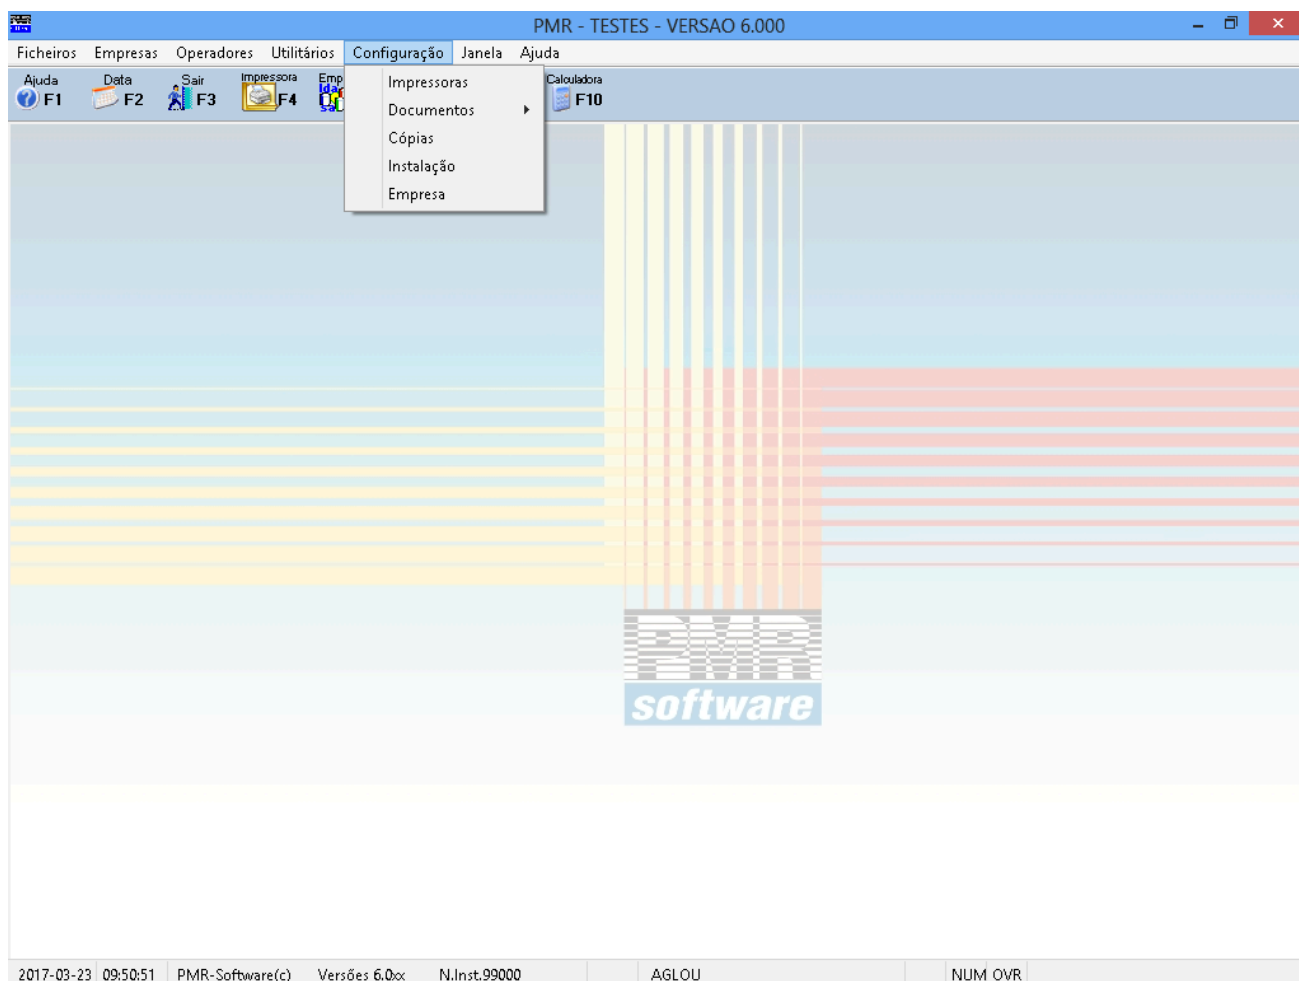 PMR - TESTES - VERSAO 6.000
Ficheiros Empresas Operadores Utilitários Configuração Janela Ajuda
Ajuda Data Sair Impressora Emp Calculadora
F1 F2 F3 F4 F10
Impressoras
Documentos
Cópias
Instalação
Empresa
PMR
software
2017-03-23 09:50:51 PMR-Software(c) Versões 6.0xx N.Inst.99000 AGLOU NUM OVR